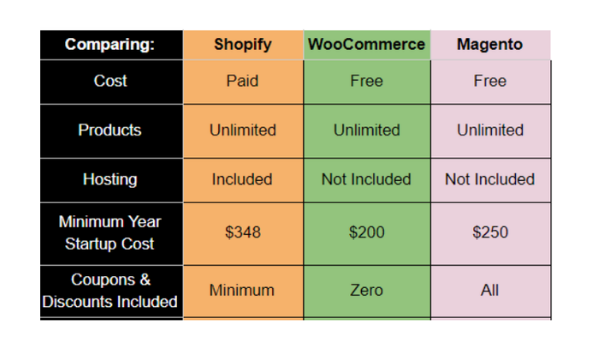 Comparing: Shopify WooCommerce Magento
Cost Paid Free Free
Products Unlimited Unlimited Unlimited
Hosting Included Not Included Not Included
Minimum Year
Startup Cost $348 $200 $250
Coupons &
Discounts Included Minimum Zero All